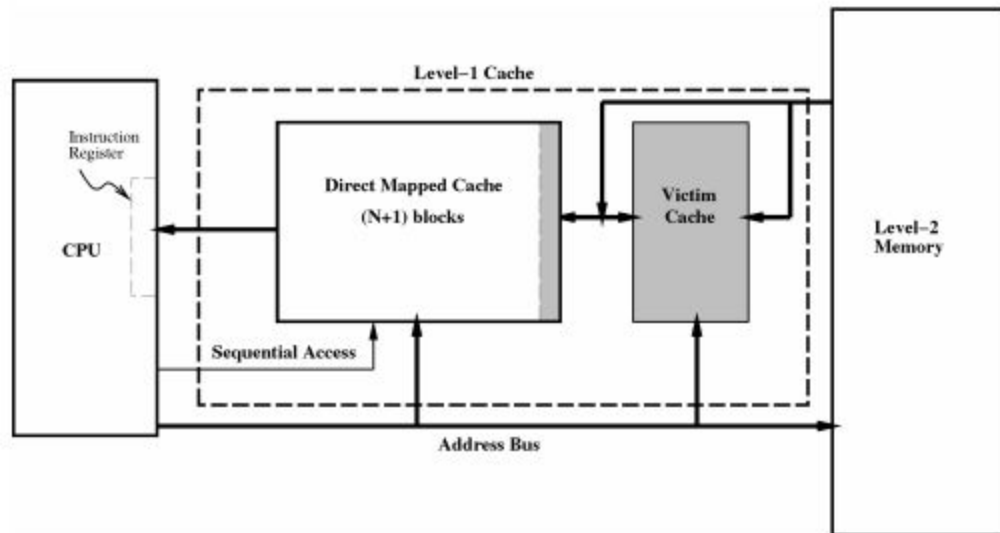 Level-1 Cache
Instruction
Register
Direct Mapped Cache
(N+1) blocks
Victim
Cache
CPU
Level-2
Memory
Sequential Access
Address Bus